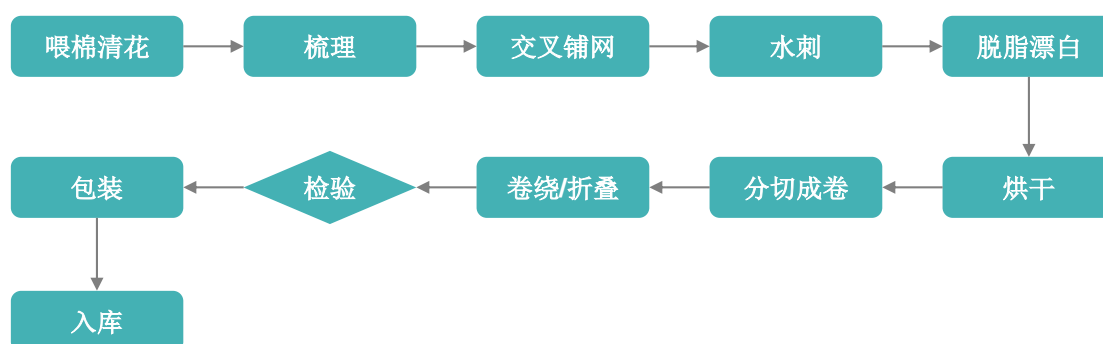 喂棉清花
梳理
交叉铺网
水刺
脱脂漂白
包装
检验
卷绕/折叠
分切成卷
烘干
入库